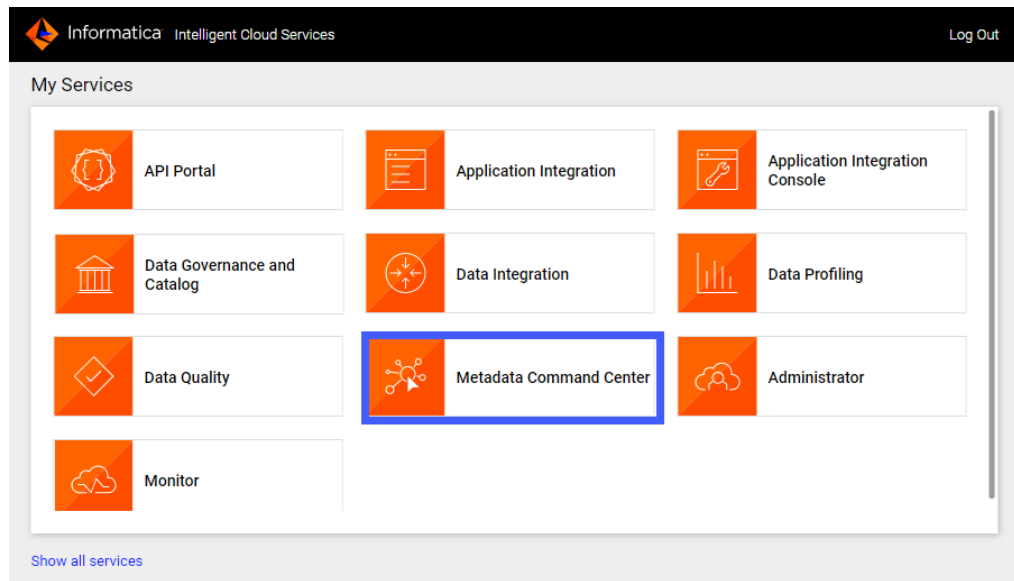 Informatica Intelligent Cloud Services
Log Out
My Services
API Portal
Application Integration
Application Integration
Console
Data Governance and
Catalog
Data Integration
Data Profiling
Data Quality
Metadata Command Center
Administrator
Monitor
Show all services